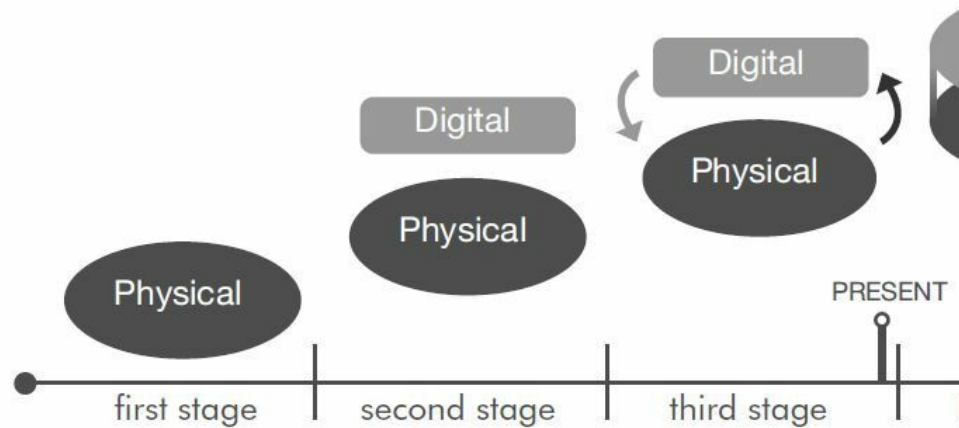 Digital
Digital
Physical
Physical
Physical
PRESENT
first stage
second stage
third stage